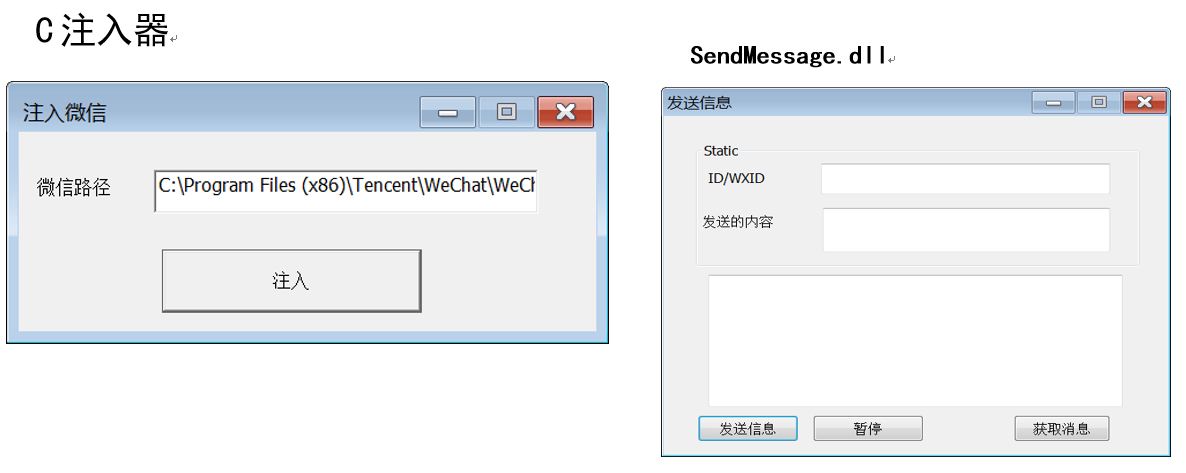 C注入器
注入微信
微信路径
C:\Program Files (x86)\Tencent\WeChat\WeCh
注入
SendMessage.dll
发送信息
Static
ID/WXID
发送的内容
发送信息
暂停
获取消息